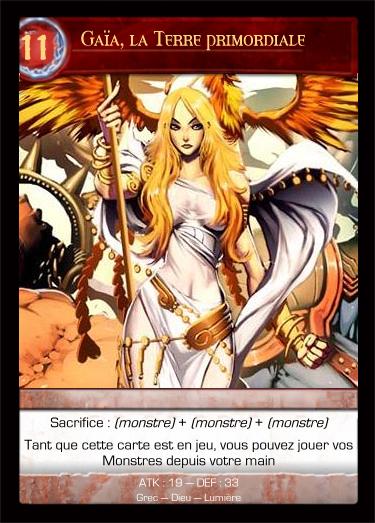 11
Gaïa, la Terre primordiale
Sacrifice : (monstre) + (monstre) + (monstre)
Tant que cette carte est en jeu, vous pouvez jouer vos
Monstres depuis votre main
ATK : 19 — DEF : 33
Grec — Dieu — Lumière